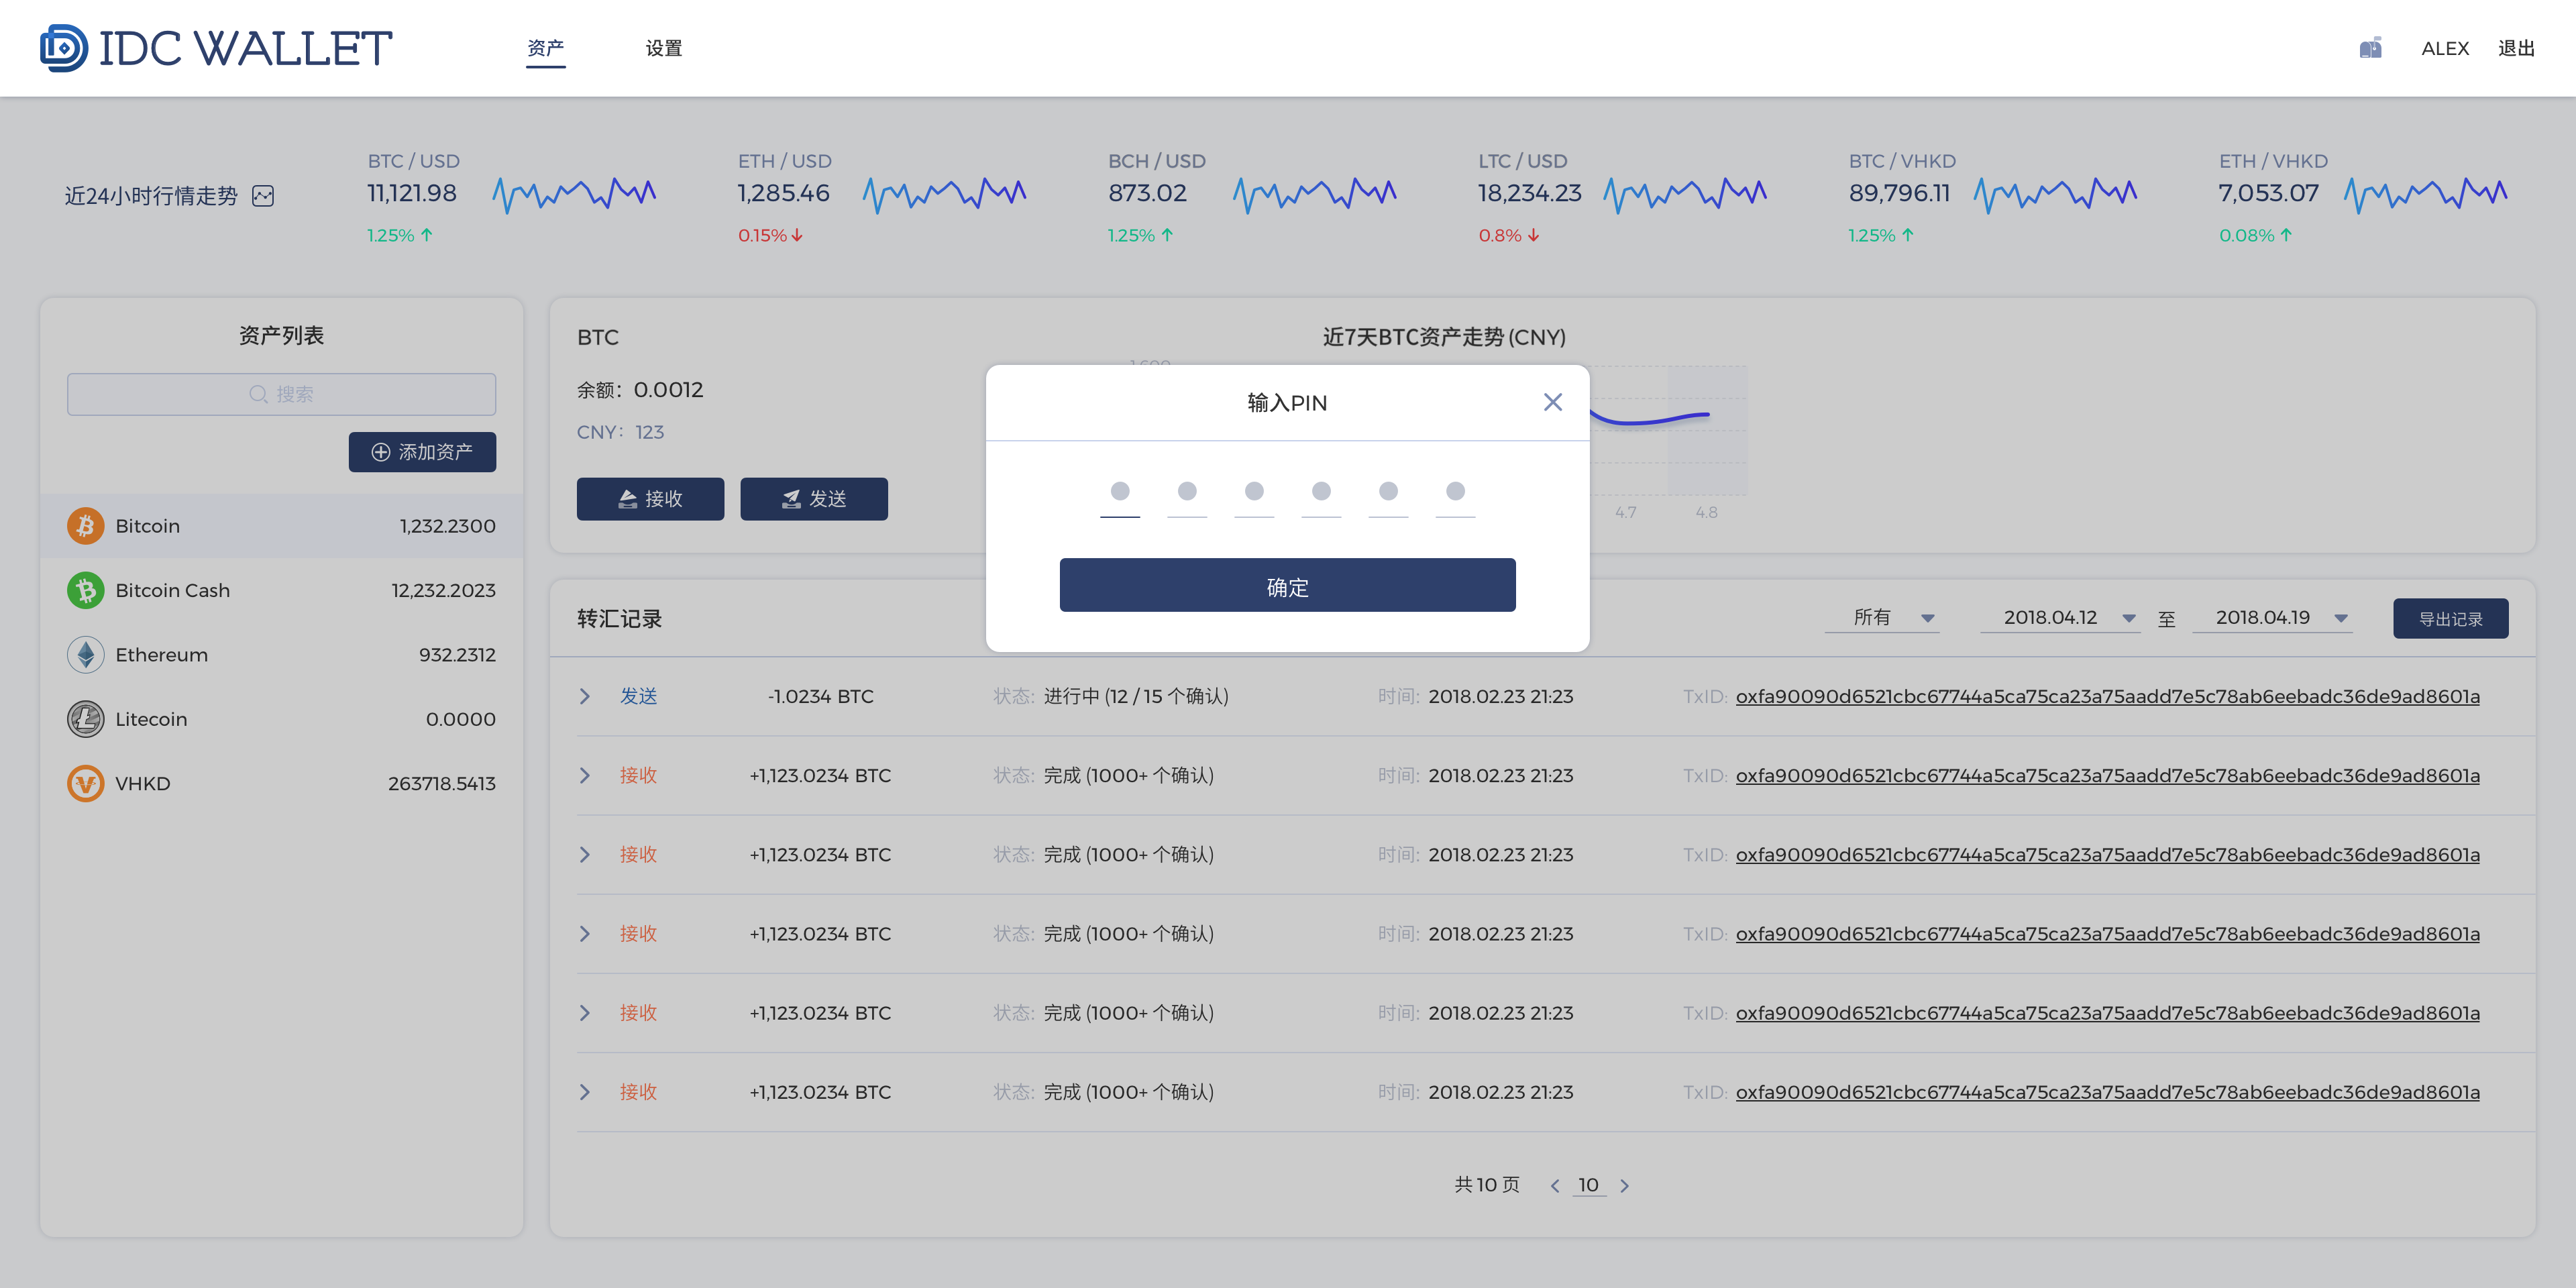 IDC WALLET
资产
设置
ALEX
退出
近24小时行情走势
BTC / USD
11,121.98
1.25%
ETH / USD
1,285.46
0.15%
BCH / USD
873.02
1.25%
LTC / USD
18,234.23
0.8%
BTC / VHKD
89,796.11
1.25%
ETH / VHKD
7,053.07
0.08%
资产列表
搜索
添加资产
Bitcoin 1,232.2300
Bitcoin Cash 12,232.2023
Ethereum 932.2312
Litecoin 0.0000
VHKD 263718.5413
BTC
余额：0.0012
CNY：123
接收
发送
近7天BTC资产走势 (CNY)
4.7
4.8
输入PIN
确定
转汇记录
所有
2018.04.12
至
2018.04.19
导出记录
发送 -1.0234 BTC 状态: 进行中 (12 / 15 个确认) 时间: 2018.02.23 21:23 TxID: oxfa90090d6521cbc67744a5ca75ca23a75aadd7e5c78ab6eebadc36de9ad8601a
接收 +1,123.0234 BTC 状态: 完成 (1000+ 个确认) 时间: 2018.02.23 21:23 TxID: oxfa90090d6521cbc67744a5ca75ca23a75aadd7e5c78ab6eebadc36de9ad8601a
接收 +1,123.0234 BTC 状态: 完成 (1000+ 个确认) 时间: 2018.02.23 21:23 TxID: oxfa90090d6521cbc67744a5ca75ca23a75aadd7e5c78ab6eebadc36de9ad8601a
接收 +1,123.0234 BTC 状态: 完成 (1000+ 个确认) 时间: 2018.02.23 21:23 TxID: oxfa90090d6521cbc67744a5ca75ca23a75aadd7e5c78ab6eebadc36de9ad8601a
接收 +1,123.0234 BTC 状态: 完成 (1000+ 个确认) 时间: 2018.02.23 21:23 TxID: oxfa90090d6521cbc67744a5ca75ca23a75aadd7e5c78ab6eebadc36de9ad8601a
接收 +1,123.0234 BTC 状态: 完成 (1000+ 个确认) 时间: 2018.02.23 21:23 TxID: oxfa90090d6521cbc67744a5ca75ca23a75aadd7e5c78ab6eebadc36de9ad8601a
共 10 页
10